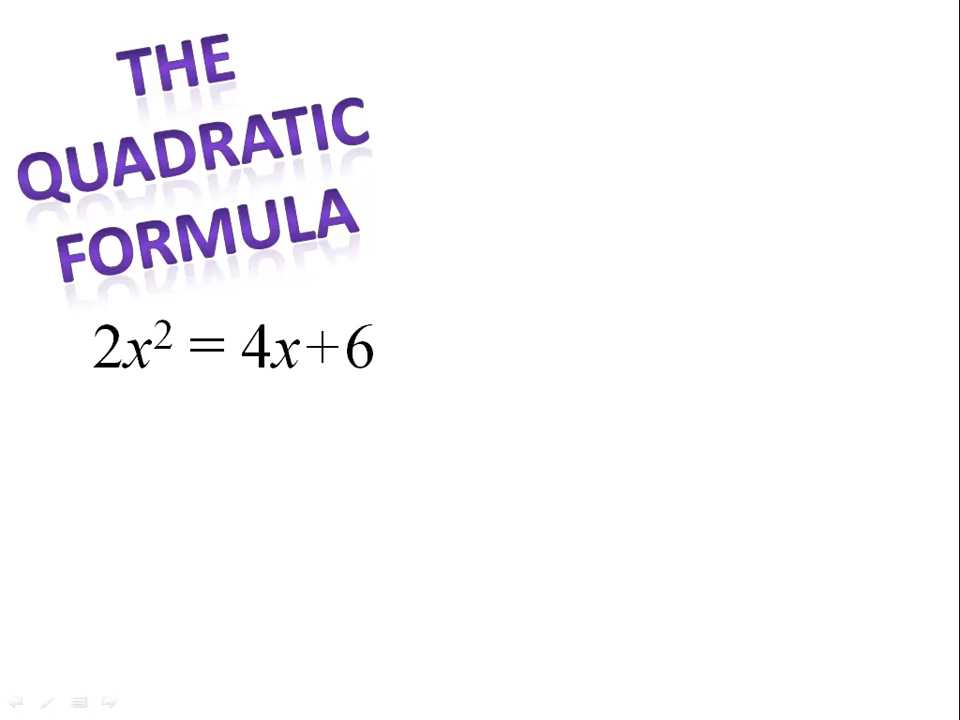 THE
QUADRATIC
FORMULA
2x² = 4x+6